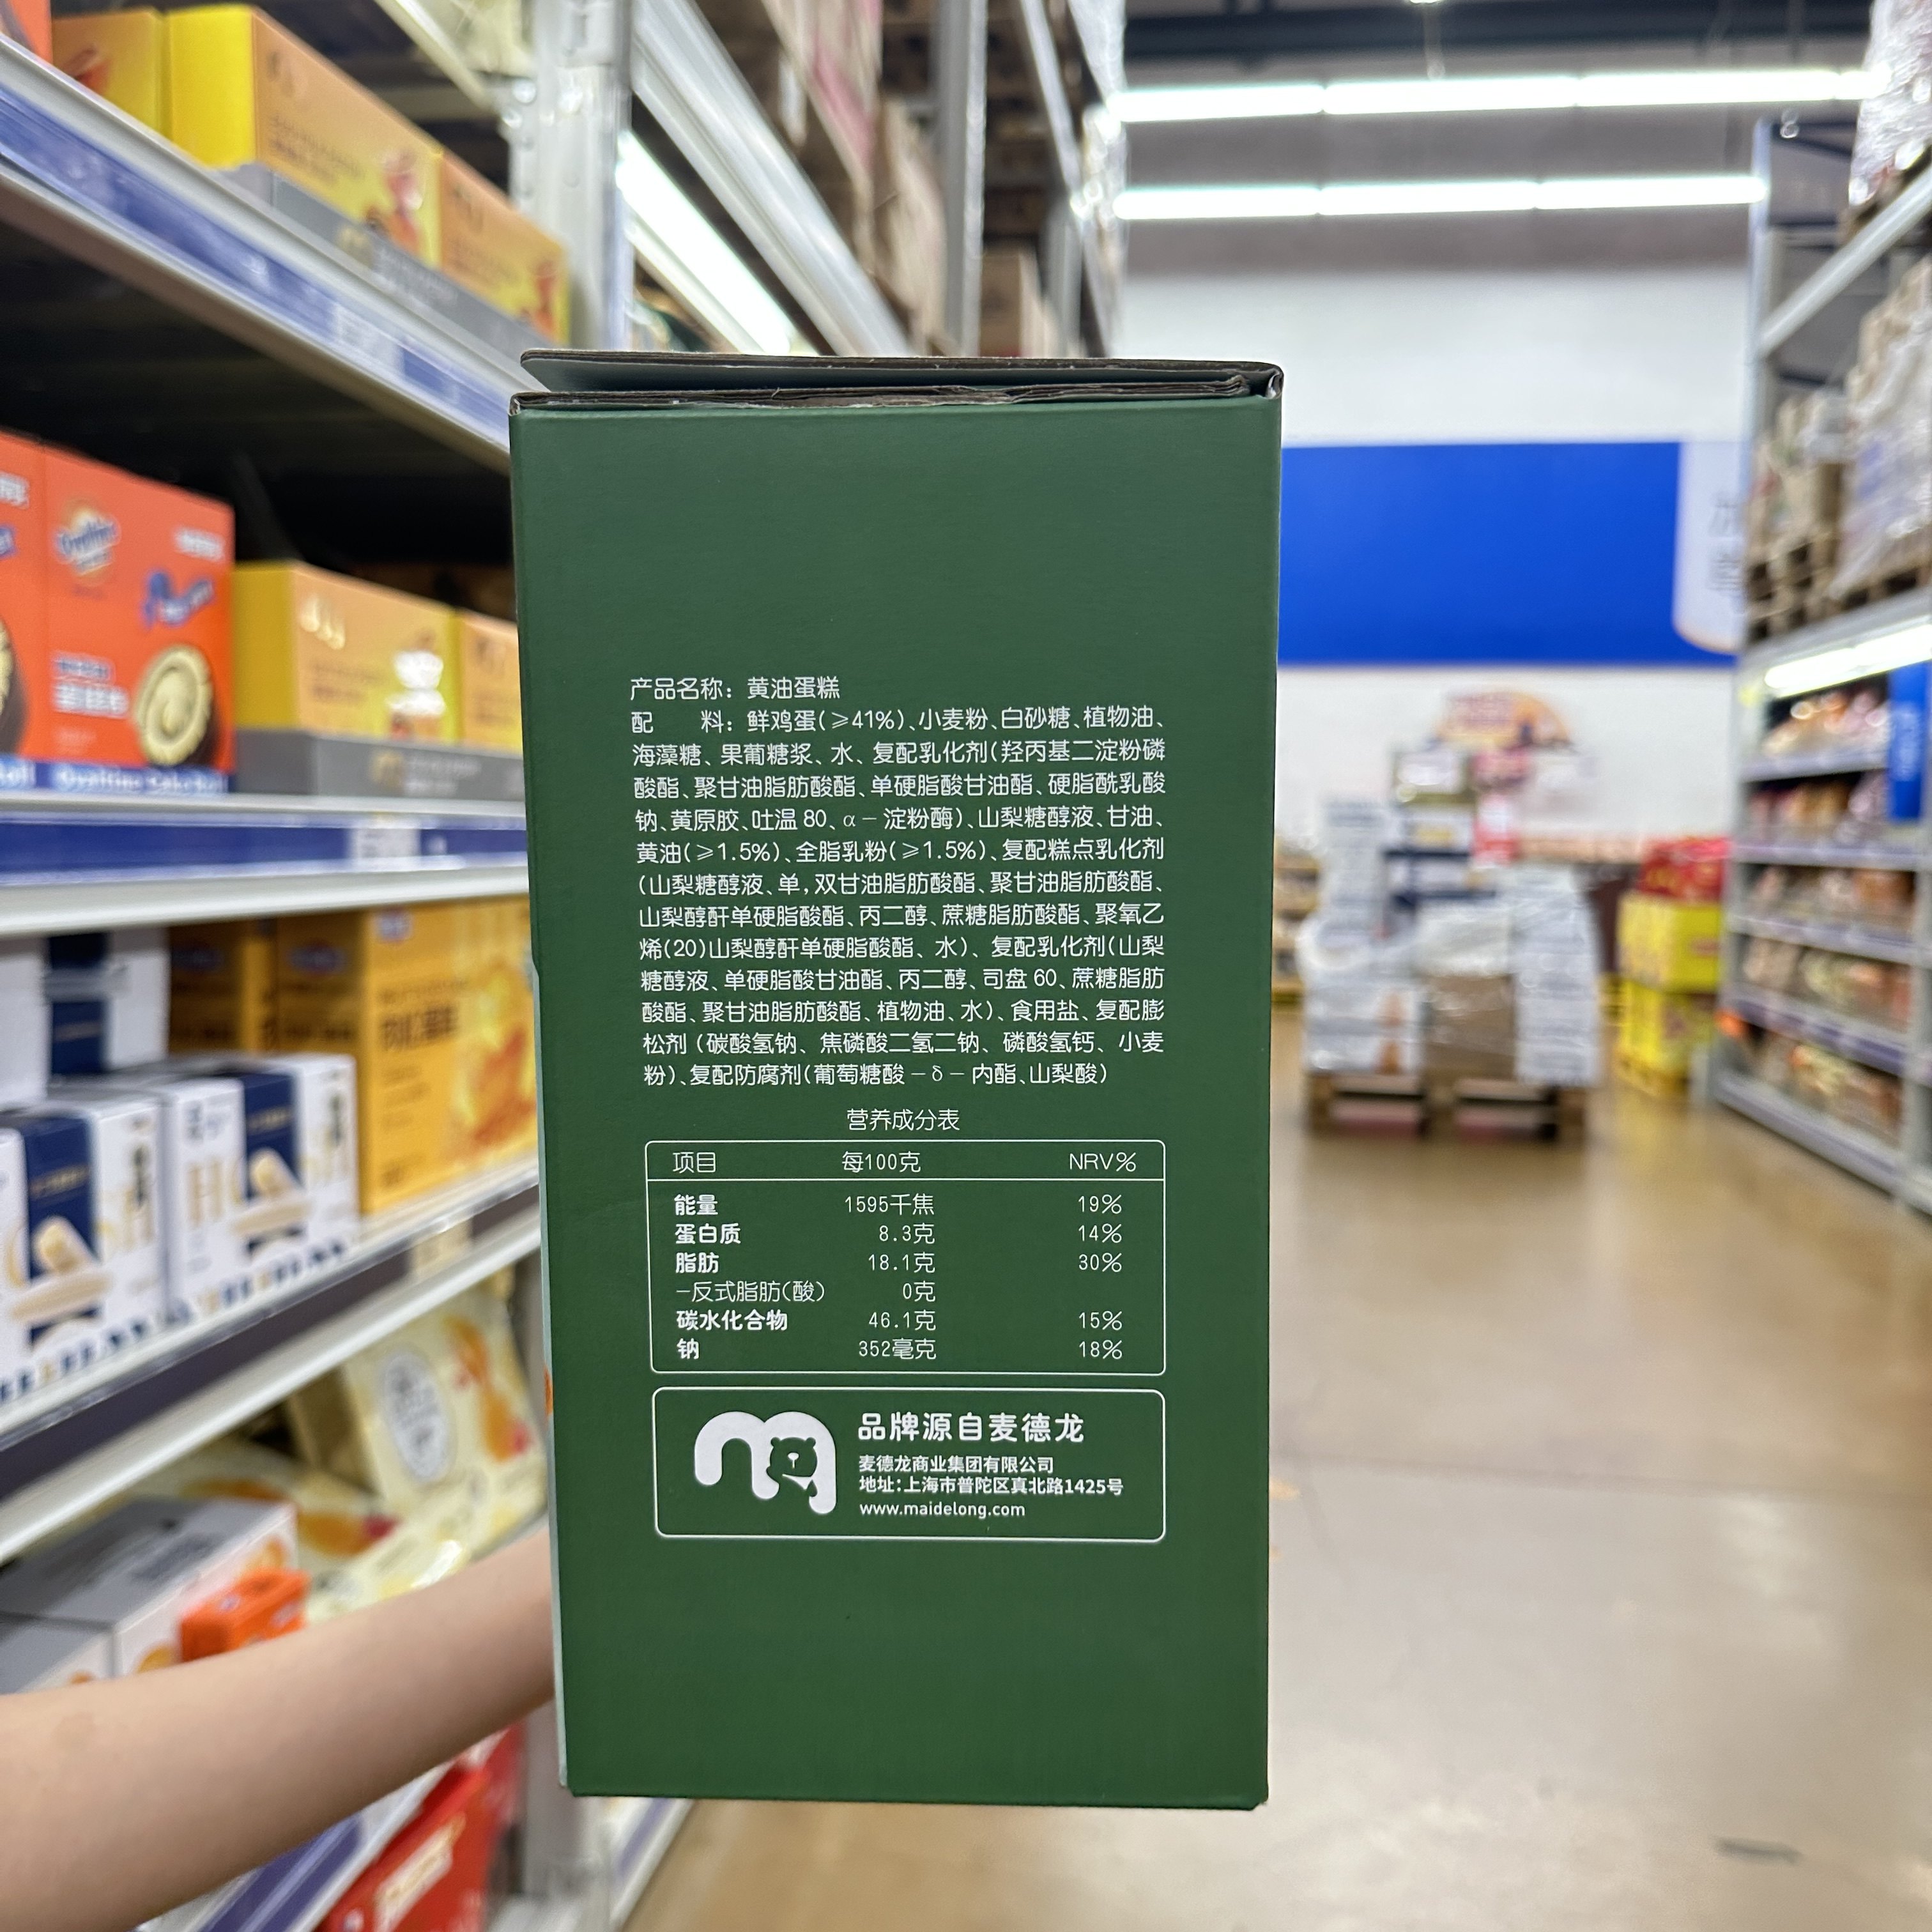 产品名称：黄油蛋糕
配　　料：鲜鸡蛋(≥41%)、小麦粉、白砂糖、植物油、
海藻糖、果葡糖浆、水、复配乳化剂(羟丙基二淀粉磷
酸酯、聚甘油脂肪酸酯、单硬脂酸甘油酯、硬脂酰乳酸
钠、黄原胶、吐温80、α－淀粉酶)、山梨糖醇液、甘油、
黄油(≥1.5%)、全脂乳粉(≥1.5%)、复配糕点乳化剂
(山梨糖醇液、单,双甘油脂肪酸酯、聚甘油脂肪酸酯、
山梨醇酐单硬脂酸酯、丙二醇、蔗糖脂肪酸酯、聚氧乙
烯(20)山梨醇酐单硬脂酸酯、水)、复配乳化剂(山梨
糖醇液、单硬脂酸甘油酯、丙二醇、司盘60、蔗糖脂肪
酸酯、聚甘油脂肪酸酯、植物油、水)、食用盐、复配膨
松剂(碳酸氢钠、焦磷酸二氢二钠、磷酸氢钙、小麦
粉)、复配防腐剂(葡萄糖酸－δ－内酯、山梨酸)
营养成分表
项目 每100克 NRV%
能量 1595千焦 19%
蛋白质 8.3克 14%
脂肪 18.1克 30%
-反式脂肪(酸) 0克
碳水化合物 46.1克 15%
钠 352毫克 18%
品牌源自麦德龙
麦德龙商业集团有限公司
地址:上海市普陀区真北路1425号
www.maidelong.com
Ovaltine